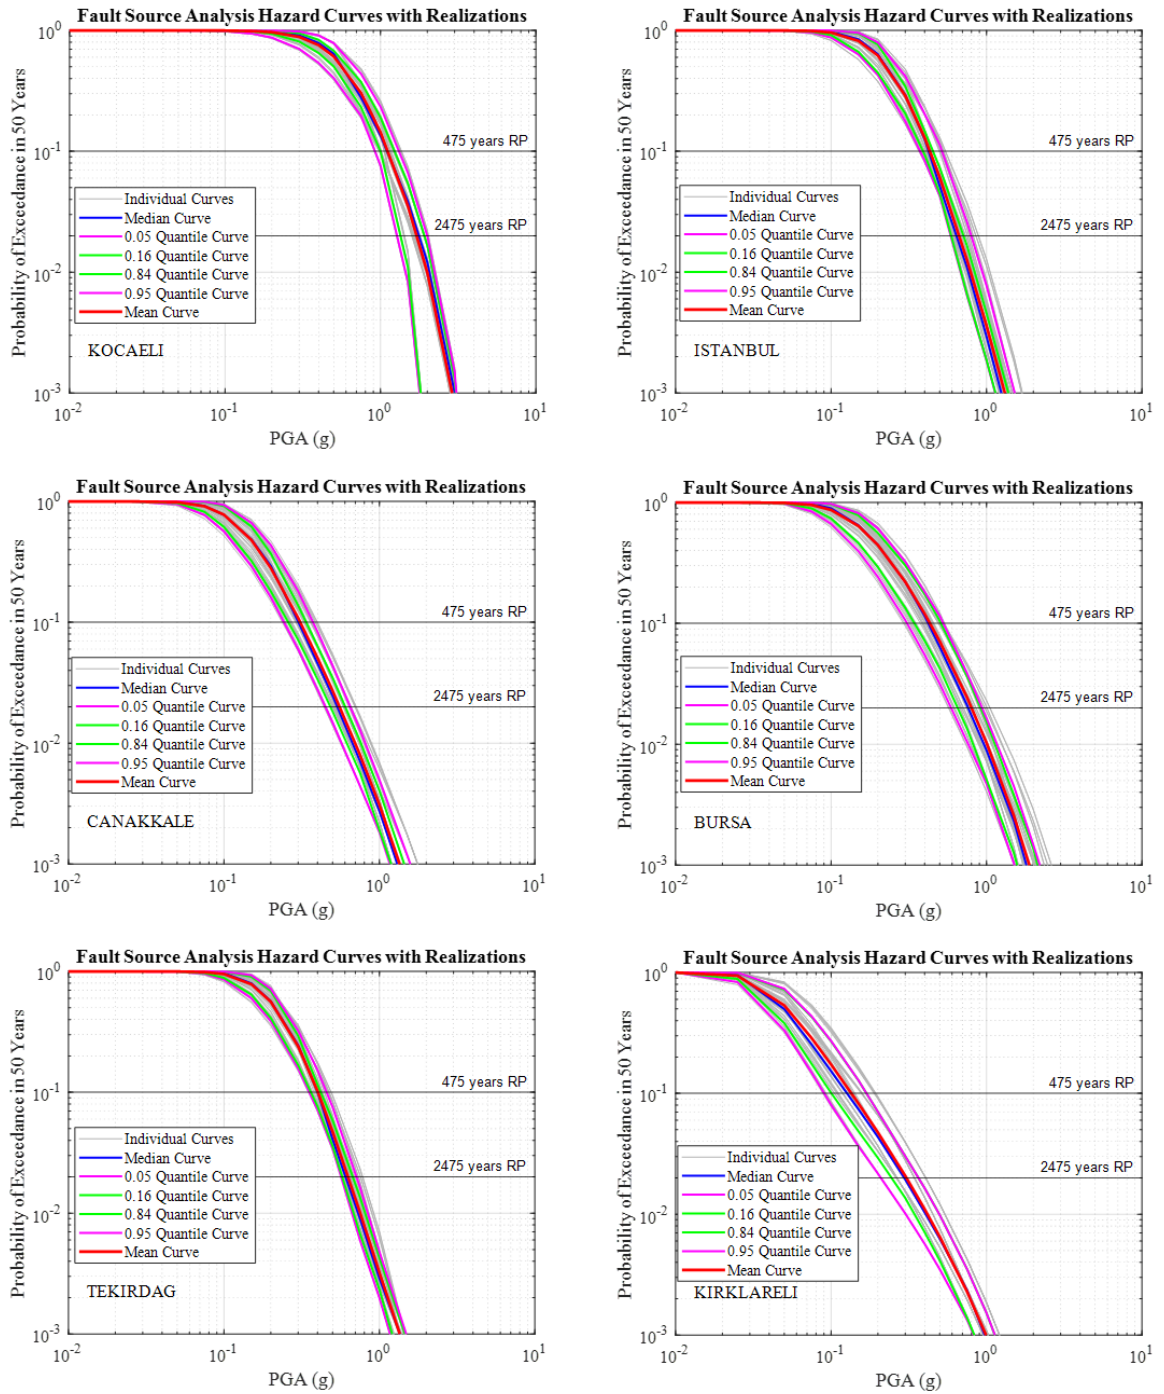 Fault Source Analysis Hazard Curves with Realizations
Probability of Exceedance in 50 Years
10^0
10^-1
10^-2
10^-3
475 years RP
2475 years RP
Individual Curves
Median Curve
0.05 Quantile Curve
0.16 Quantile Curve
0.84 Quantile Curve
0.95 Quantile Curve
Mean Curve
KOCAELI
10^-2
10^-1
10^0
10^1
PGA (g)
Fault Source Analysis Hazard Curves with Realizations
Probability of Exceedance in 50 Years
10^0
10^-1
10^-2
10^-3
475 years RP
2475 years RP
Individual Curves
Median Curve
0.05 Quantile Curve
0.16 Quantile Curve
0.84 Quantile Curve
0.95 Quantile Curve
Mean Curve
ISTANBUL
10^-2
10^-1
10^0
10^1
PGA (g)
Fault Source Analysis Hazard Curves with Realizations
Probability of Exceedance in 50 Years
10^0
10^-1
10^-2
10^-3
475 years RP
2475 years RP
Individual Curves
Median Curve
0.05 Quantile Curve
0.16 Quantile Curve
0.84 Quantile Curve
0.95 Quantile Curve
Mean Curve
CANAKKALE
10^-2
10^-1
10^0
10^1
PGA (g)
Fault Source Analysis Hazard Curves with Realizations
Probability of Exceedance in 50 Years
10^0
10^-1
10^-2
10^-3
475 years RP
2475 years RP
Individual Curves
Median Curve
0.05 Quantile Curve
0.16 Quantile Curve
0.84 Quantile Curve
0.95 Quantile Curve
Mean Curve
BURSA
10^-2
10^-1
10^0
10^1
PGA (g)
Fault Source Analysis Hazard Curves with Realizations
Probability of Exceedance in 50 Years
10^0
10^-1
10^-2
10^-3
475 years RP
2475 years RP
Individual Curves
Median Curve
0.05 Quantile Curve
0.16 Quantile Curve
0.84 Quantile Curve
0.95 Quantile Curve
Mean Curve
TEKIRDAG
10^-2
10^-1
10^0
10^1
PGA (g)
Fault Source Analysis Hazard Curves with Realizations
Probability of Exceedance in 50 Years
10^0
10^-1
10^-2
10^-3
475 years RP
2475 years RP
Individual Curves
Median Curve
0.05 Quantile Curve
0.16 Quantile Curve
0.84 Quantile Curve
0.95 Quantile Curve
Mean Curve
KIRKLARELI
10^-2
10^-1
10^0
10^1
PGA (g)